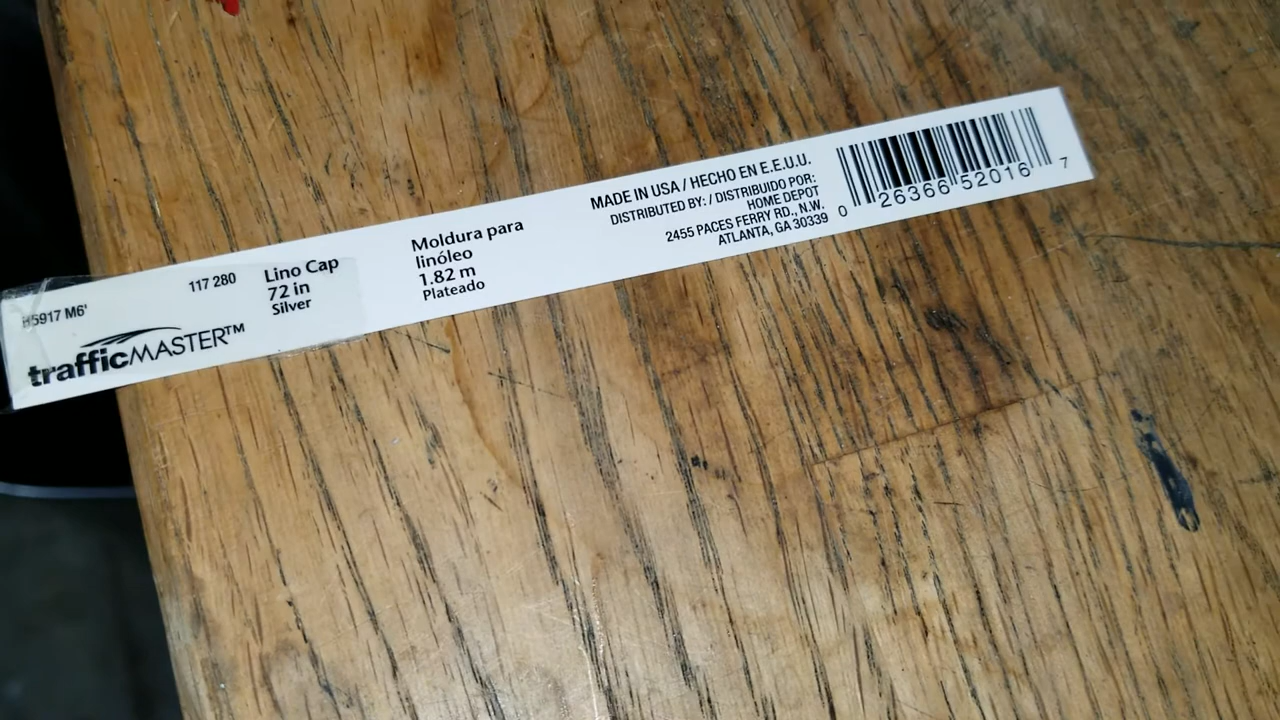 H5917 M6'
117 280
trafficMASTER™
Lino Cap
72 in
Silver
Moldura para
linóleo
1.82 m
Plateado
MADE IN USA / HECHO EN E.E.U.U.
DISTRIBUTED BY: / DISTRIBUIDO POR:
HOME DEPOT
2455 PACES FERRY RD., N.W.
ATLANTA, GA 30339
0 26366 52016 7